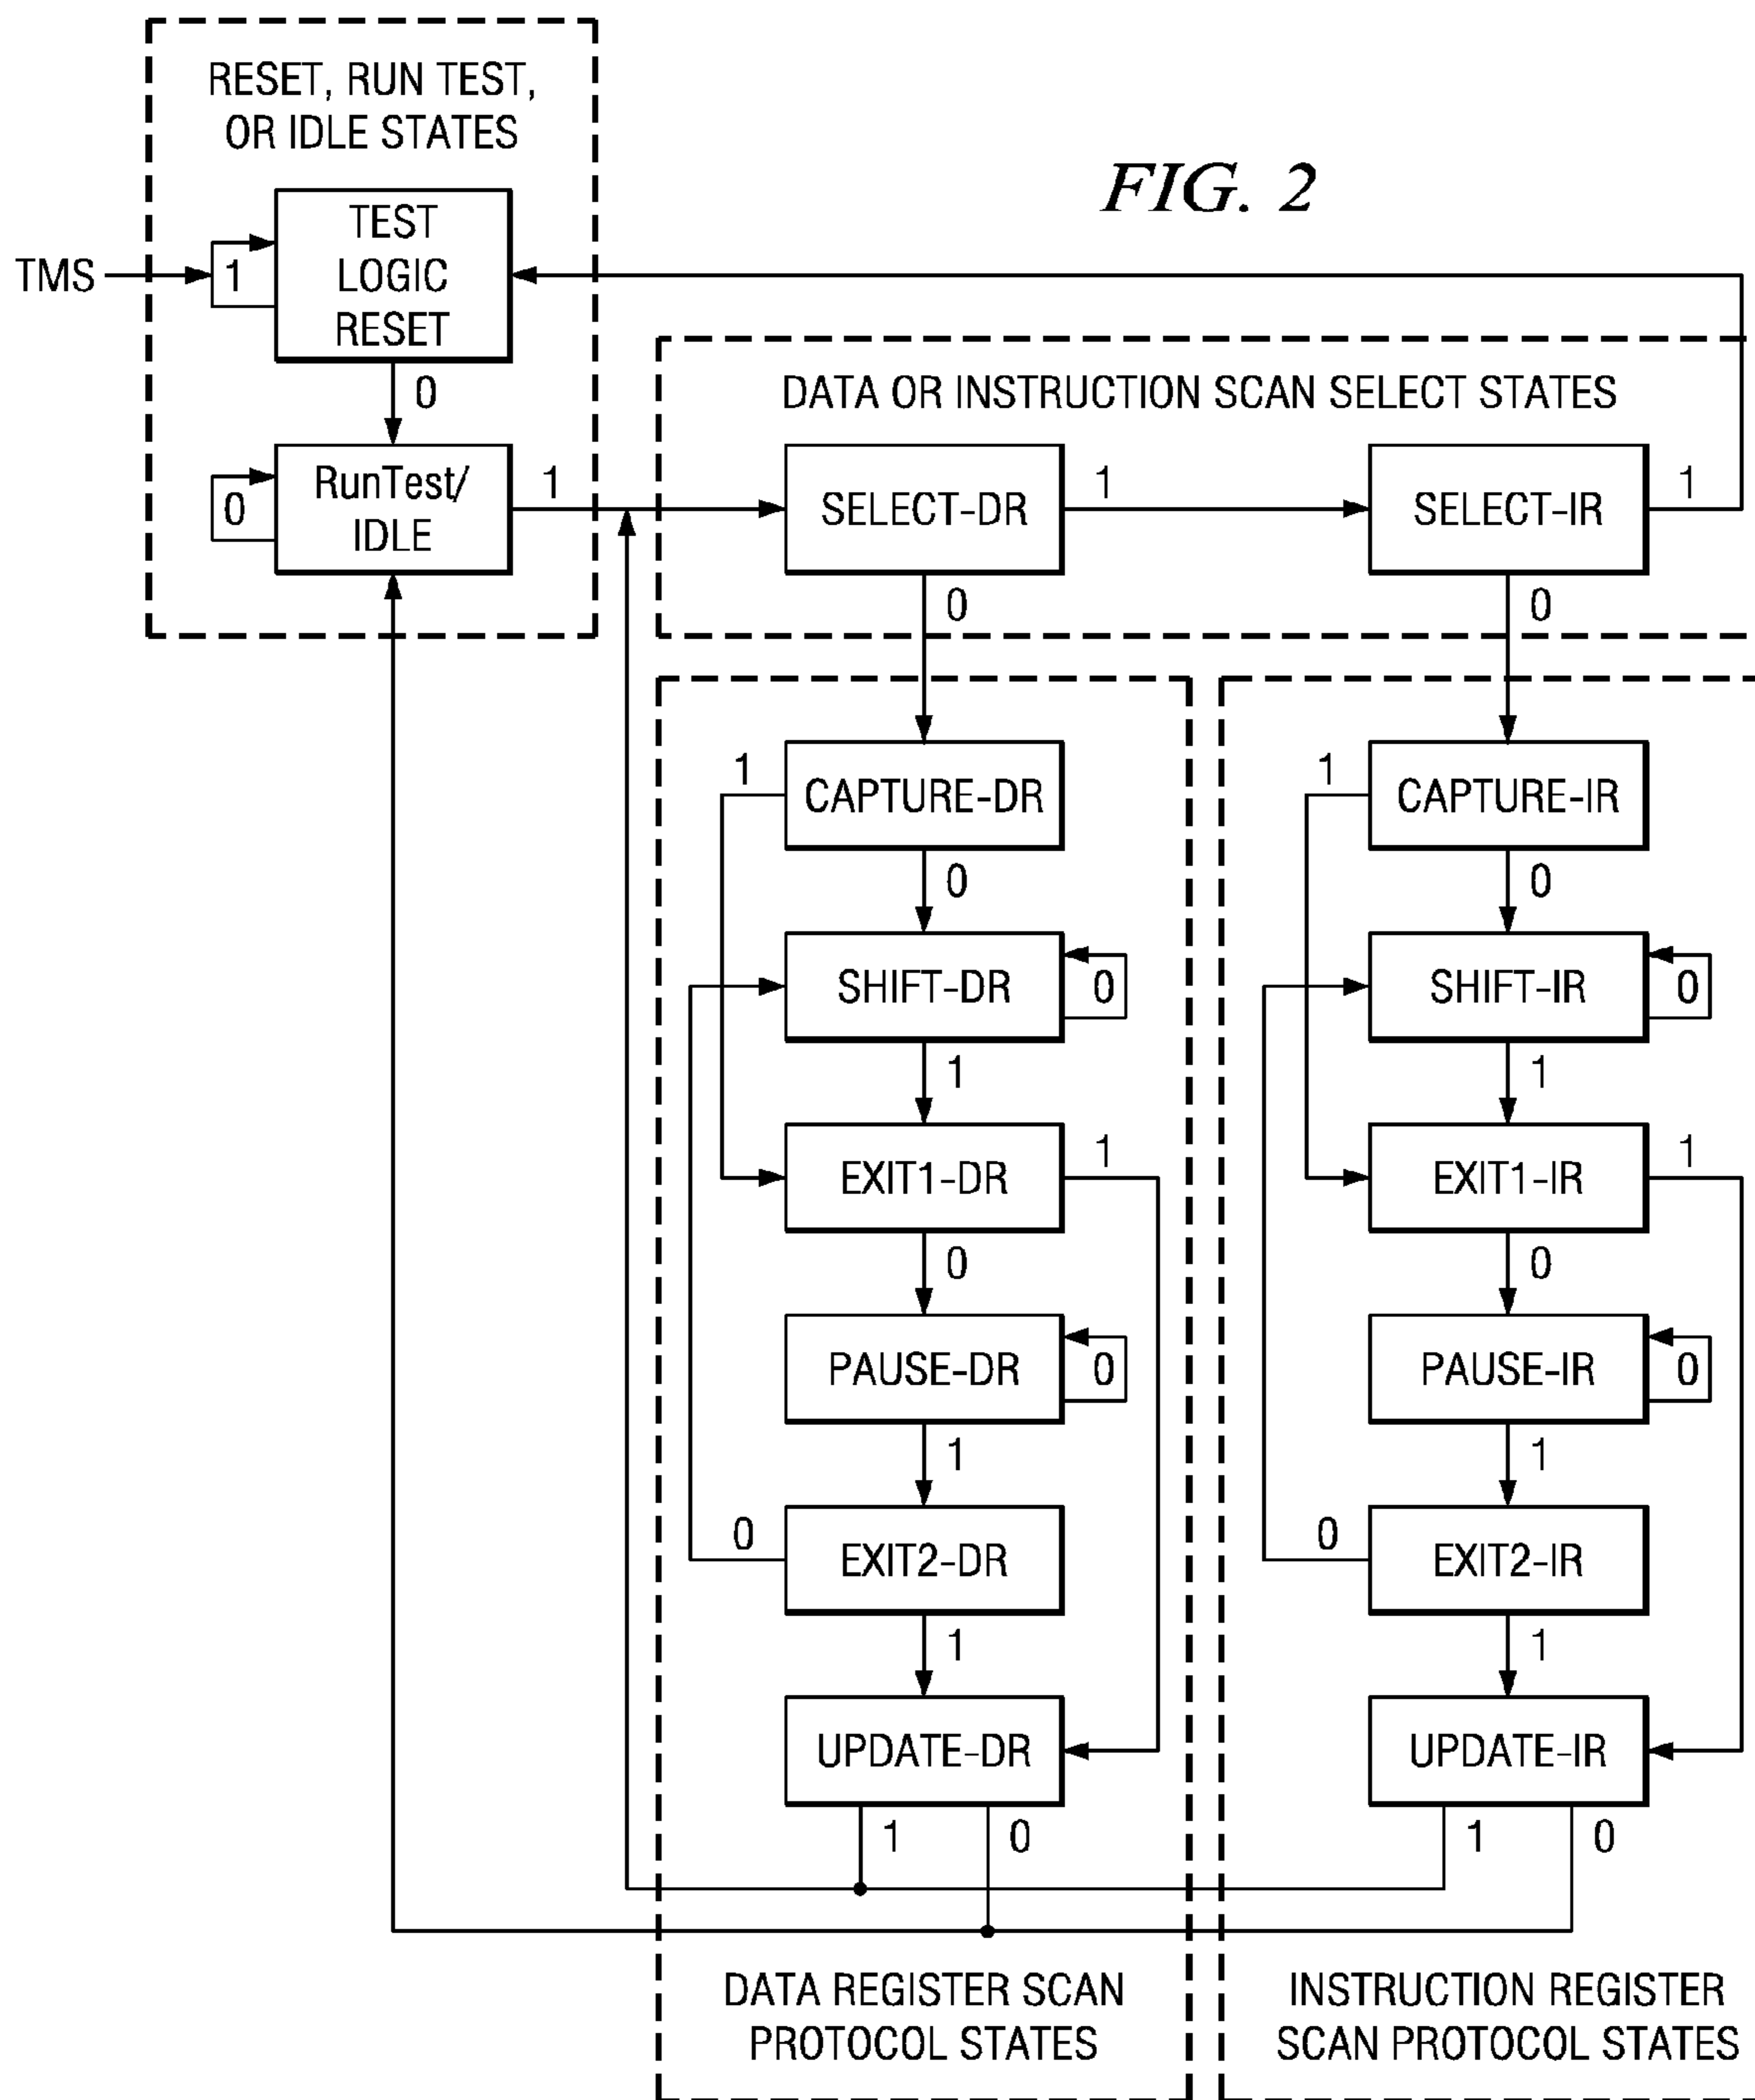 RESET, RUN TEST,
OR IDLE STATES
FIG. 2
TEST
LOGIC
RESET
TMS
1
0
DATA OR INSTRUCTION SCAN SELECT STATES
RunTest/
IDLE
0
1
SELECT-DR
1
SELECT-IR
1
0
0
1
CAPTURE-DR
0
SHIFT-DR
0
1
EXIT1-DR
1
0
PAUSE-DR
0
1
0
EXIT2-DR
1
UPDATE-DR
1
0
DATA REGISTER SCAN
PROTOCOL STATES
1
CAPTURE-IR
0
SHIFT-IR
0
1
EXIT1-IR
1
0
PAUSE-IR
0
1
0
EXIT2-IR
1
UPDATE-IR
1
0
INSTRUCTION REGISTER
SCAN PROTOCOL STATES